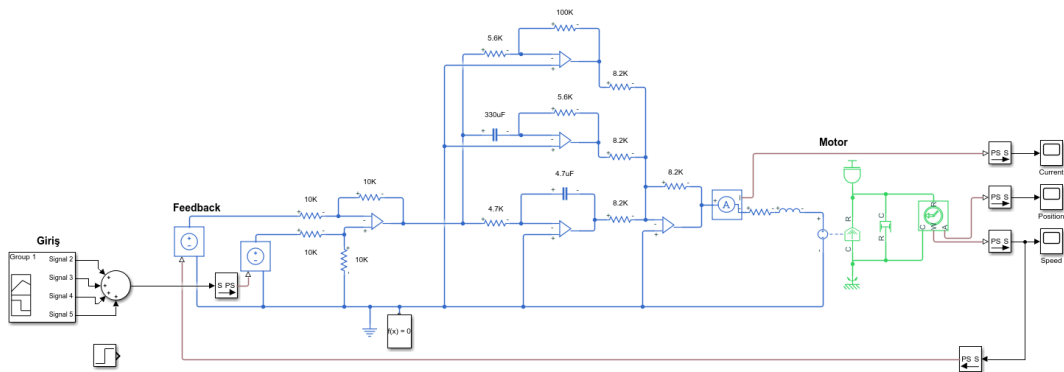 100K
5.6K
8.2K
330uF
5.6K
8.2K
Motor
8.2K
4.7uF
4.7K
8.2K
10K
10K
10K
10K
Feedback
Giriş
Group 1
Signal 2
Signal 3
Signal 4
Signal 5
S PS
f(x) = 0
A
I
R
C
C
R
R
W
C
A
PS S
Current
Position
PS S
Speed
PS S
PS S